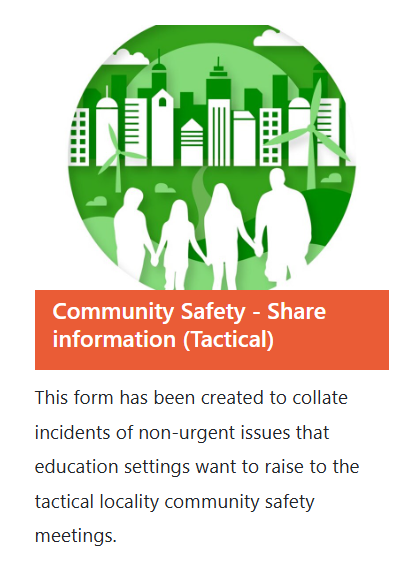 Community Safety - Share
information (Tactical)
This form has been created to collate
incidents of non-urgent issues that
education settings want to raise to the
tactical locality community safety
meetings.